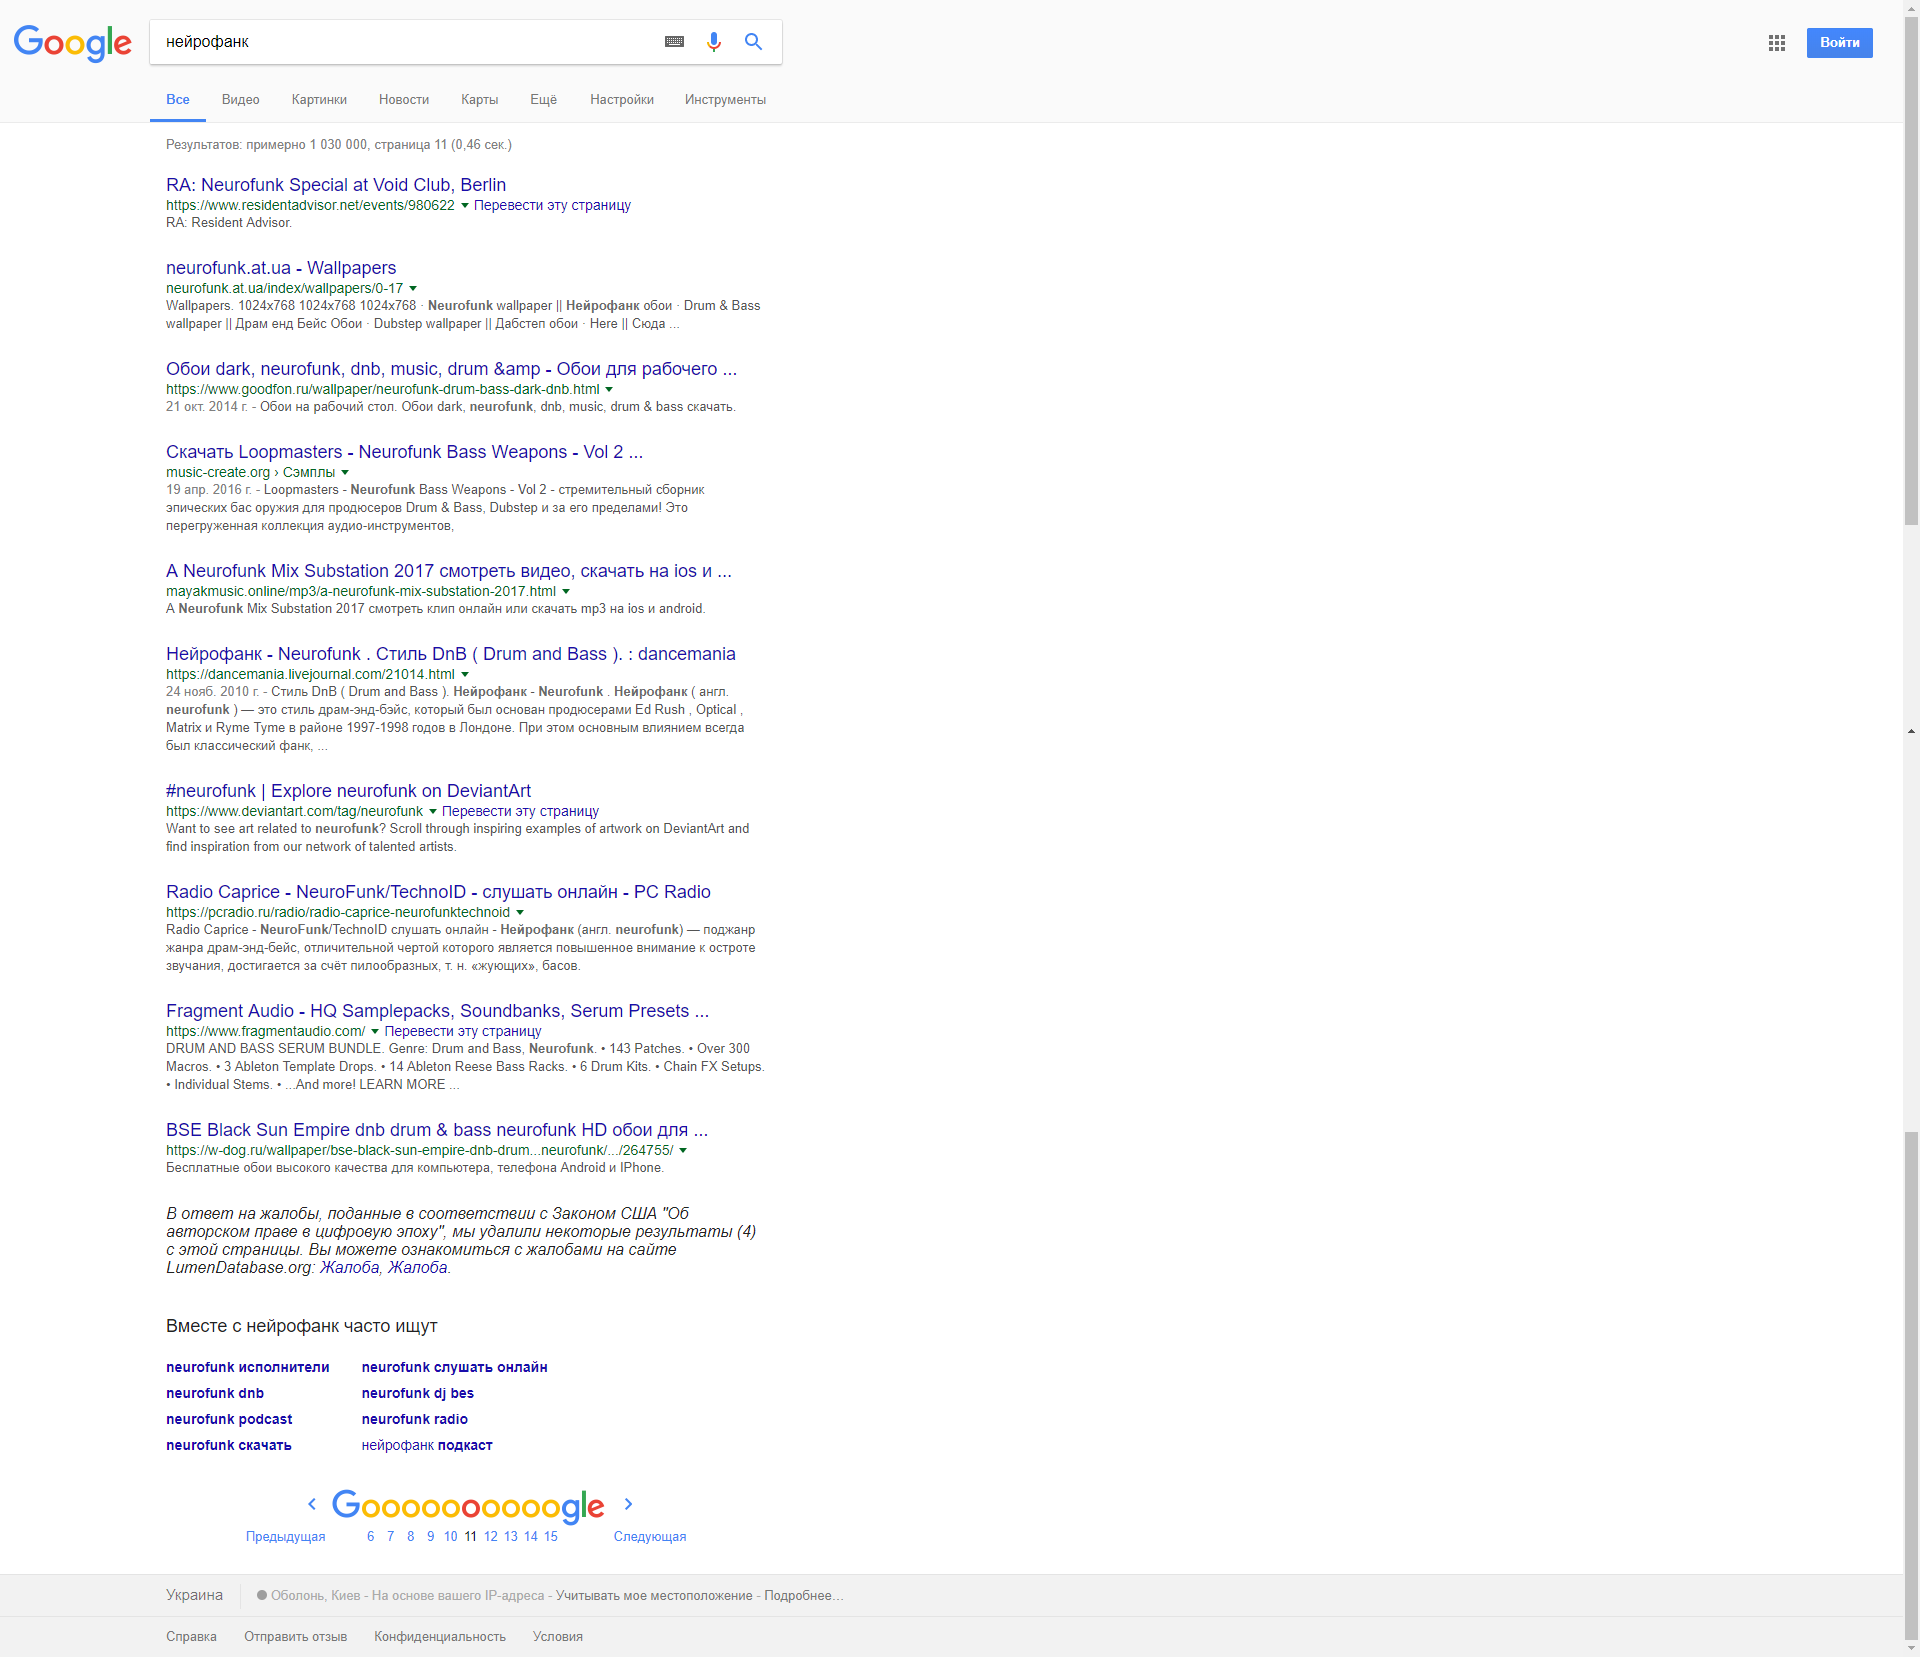 Google
нейрофанк
Войти
Все Видео Картинки Новости Карты Ещё Настройки Инструменты
Результатов: примерно 1 030 000, страница 11 (0,46 сек.)
RA: Neurofunk Special at Void Club, Berlin
https://www.residentadvisor.net/events/980622 Перевести эту страницу
RA: Resident Advisor.
neurofunk.at.ua - Wallpapers
neurofunk.at.ua/index/wallpapers/0-17
Wallpapers. 1024x768 1024x768 1024x768 · Neurofunk wallpaper || Нейрофанк обои · Drum & Bass
wallpaper || Драм енд Бейс Обои · Dubstep wallpaper || Дабстеп обои · Here || Сюда ...
Обои dark, neurofunk, dnb, music, drum &amp - Обои для рабочего ...
https://www.goodfon.ru/wallpaper/neurofunk-drum-bass-dark-dnb.html
21 окт. 2014 г. - Обои на рабочий стол. Обои dark, neurofunk, dnb, music, drum & bass скачать.
Скачать Loopmasters - Neurofunk Bass Weapons - Vol 2 ...
music-create.org › Сэмплы
19 апр. 2016 г. - Loopmasters - Neurofunk Bass Weapons - Vol 2 - стремительный сборник
эпических бас оружия для продюсеров Drum & Bass, Dubstep и за его пределами! Это
перегруженная коллекция аудио-инструментов,
A Neurofunk Mix Substation 2017 смотреть видео, скачать на ios и ...
mayakmusic.online/mp3/a-neurofunk-mix-substation-2017.html
A Neurofunk Mix Substation 2017 смотреть клип онлайн или скачать mp3 на ios и android.
Нейрофанк - Neurofunk . Стиль DnB ( Drum and Bass ). : dancemania
https://dancemania.livejournal.com/21014.html
24 нояб. 2010 г. - Стиль DnB ( Drum and Bass ). Нейрофанк - Neurofunk . Нейрофанк ( англ.
neurofunk ) — это стиль драм-энд-бэйс, который был основан продюсерами Ed Rush , Optical ,
Matrix и Ryme Tyme в районе 1997-1998 годов в Лондоне. При этом основным влиянием всегда
был классический фанк, ...
#neurofunk | Explore neurofunk on DeviantArt
https://www.deviantart.com/tag/neurofunk Перевести эту страницу
Want to see art related to neurofunk? Scroll through inspiring examples of artwork on DeviantArt and
find inspiration from our network of talented artists.
Radio Caprice - NeuroFunk/TechnoID - слушать онлайн - PC Radio
https://pcradio.ru/radio/radio-caprice-neurofunktechnoid
Radio Caprice - NeuroFunk/TechnoID слушать онлайн - Нейрофанк (англ. neurofunk) — поджанр
жанра драм-энд-бейс, отличительной чертой которого является повышенное внимание к остроте
звучания, достигается за счёт пилообразных, т. н. «жующих», басов.
Fragment Audio - HQ Samplepacks, Soundbanks, Serum Presets ...
https://www.fragmentaudio.com/ Перевести эту страницу
DRUM AND BASS SERUM BUNDLE. Genre: Drum and Bass, Neurofunk. • 143 Patches. • Over 300
Macros. • 3 Ableton Template Drops. • 14 Ableton Reese Bass Racks. • 6 Drum Kits. • Chain FX Setups.
• Individual Stems. • ...And more! LEARN MORE ...
BSE Black Sun Empire dnb drum & bass neurofunk HD обои для ...
https://w-dog.ru/wallpaper/bse-black-sun-empire-dnb-drum...neurofunk/.../264755/
Бесплатные обои высокого качества для компьютера, телефона Android и IPhone.
В ответ на жалобы, поданные в соответствии с Законом США "Об
авторском праве в цифровую эпоху", мы удалили некоторые результаты (4)
с этой страницы. Вы можете ознакомиться с жалобами на сайте
LumenDatabase.org: Жалоба, Жалоба.
Вместе с нейрофанк часто ищут
neurofunk исполнители neurofunk слушать онлайн
neurofunk dnb neurofunk dj bes
neurofunk podcast neurofunk radio
neurofunk скачать нейрофанк подкаст
Goooooooooogle
Предыдущая 6 7 8 9 10 11 12 13 14 15 Следующая
Украина Оболонь, Киев - На основе вашего IP-адреса - Учитывать мое местоположение - Подробнее…
Справка Отправить отзыв Конфиденциальность Условия